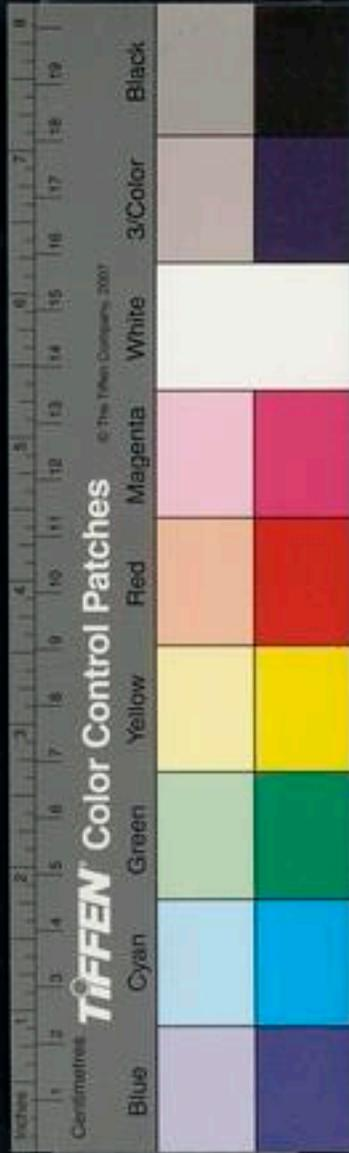 Inches 1 2 3 4 5 6 7 8
Centimetres 1 2 3 4 5 6 7 8 9 10 11 12 13 14 15 16 17 18 19
TIFFEN® Color Control Patches © The Tiffen Company, 2007
Blue Cyan Green Yellow Red Magenta White 3/Color Black